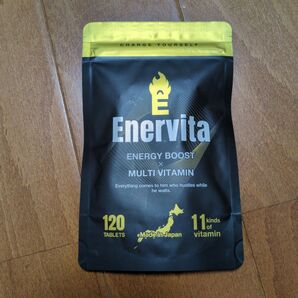 CHARGE YOURSELF
Enervita
ENERGY BOOST
×
MULTI VITAMIN
Everything comes to him who hustles while
he waits.
120
TABLETS
Made in Japan
11 kinds of
vitamin